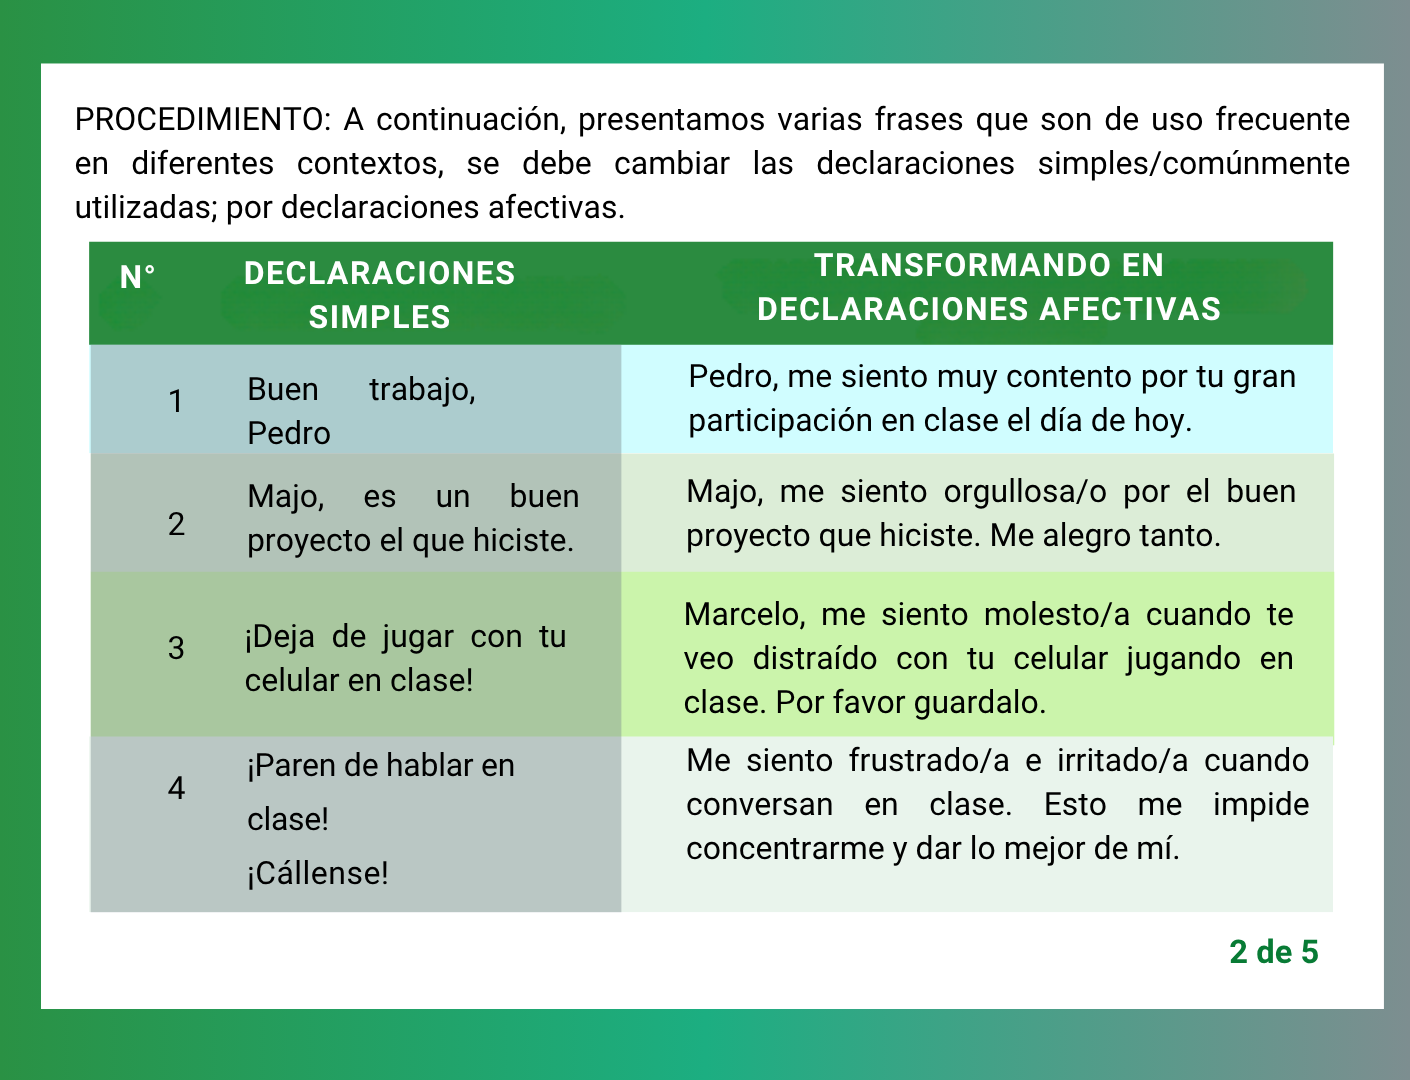 PROCEDIMIENTO: A continuación, presentamos varias frases que son de uso frecuente
en diferentes contextos, se debe cambiar las declaraciones simples/comúnmente
utilizadas; por declaraciones afectivas.
N°
DECLARACIONES
SIMPLES
TRANSFORMANDO EN
DECLARACIONES AFECTIVAS
1
Buen trabajo,
Pedro
Pedro, me siento muy contento por tu gran
participación en clase el día de hoy.
2
Majo, es un buen
proyecto el que hiciste.
Majo, me siento orgullosa/o por el buen
proyecto que hiciste. Me alegro tanto.
3
¡Deja de jugar con tu
celular en clase!
Marcelo, me siento molesto/a cuando te
veo distraído con tu celular jugando en
clase. Por favor guardalo.
4
¡Paren de hablar en
clase!
¡Cállense!
Me siento frustrado/a e irritado/a cuando
conversan en clase. Esto me impide
concentrarme y dar lo mejor de mí.
2 de 5